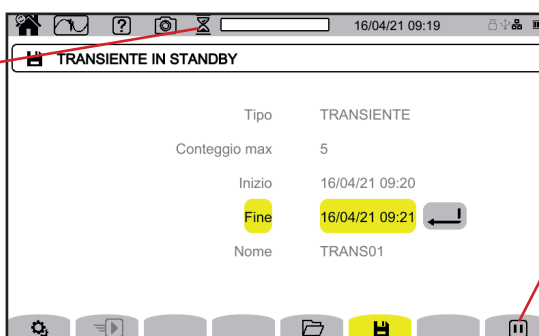 16/04/21 09:19
TRANSIENTE IN STANDBY
Tipo TRANSIENTE
Conteggio max 5
Inizio 16/04/21 09:20
Fine 16/04/21 09:21
Nome TRANS01